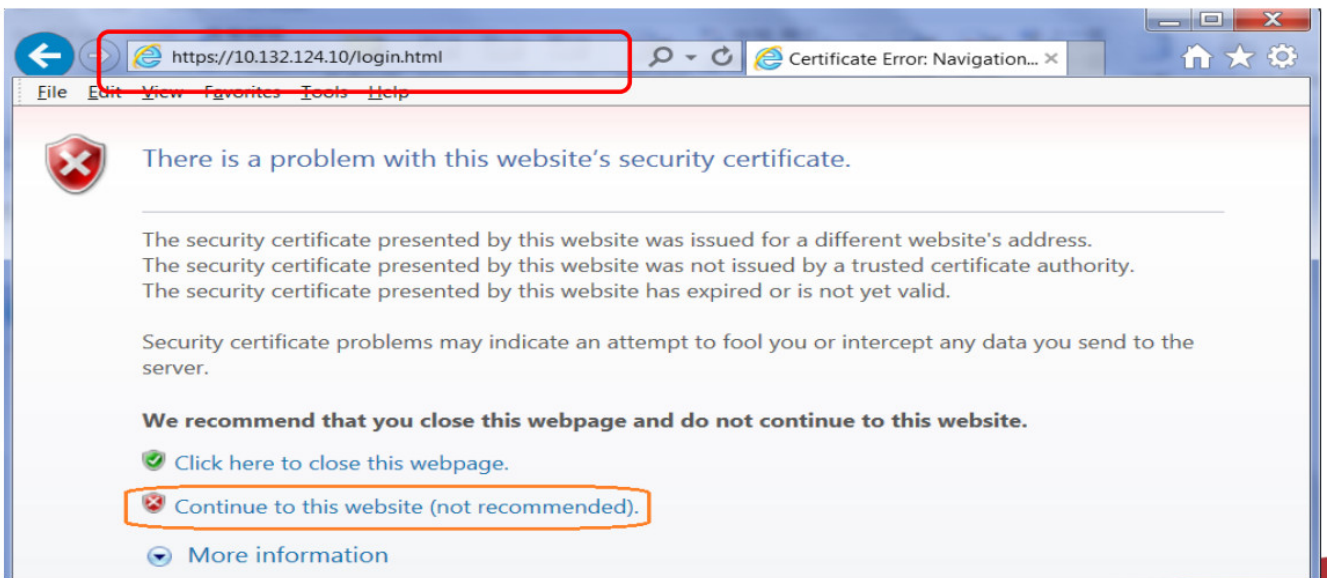 https://10.132.124.10/login.html
Certificate Error: Navigation...
File Edit View Favorites Tools Help
There is a problem with this website's security certificate.
The security certificate presented by this website was issued for a different website's address.
The security certificate presented by this website was not issued by a trusted certificate authority.
The security certificate presented by this website has expired or is not yet valid.
Security certificate problems may indicate an attempt to fool you or intercept any data you send to the
server.
We recommend that you close this webpage and do not continue to this website.
Click here to close this webpage.
Continue to this website (not recommended).
More information